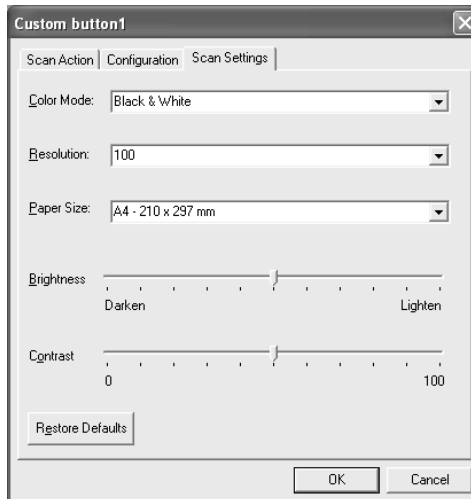 Custom button1
Scan Action Configuration Scan Settings
Color Mode: Black & White
Resolution: 100
Paper Size: A4 - 210 x 297 mm
Brightness
Darken Lighten
Contrast
0 100
Restore Defaults
OK Cancel